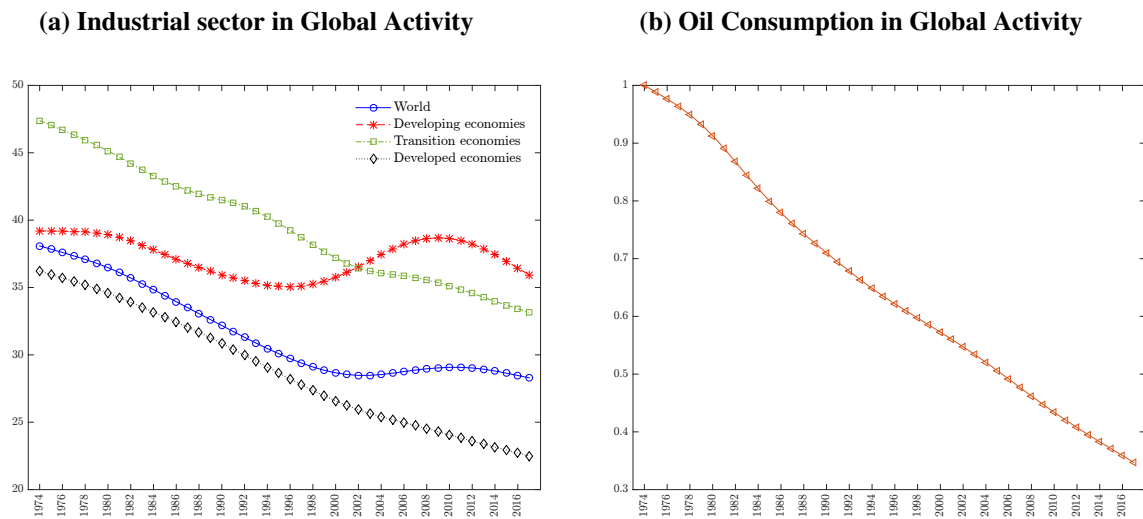 (a) Industrial sector in Global Activity
50
45
40
35
30
25
20
World
Developing economies
Transition economies
Developed economies
1974 1976 1978 1980 1982 1984 1986 1988 1990 1992 1994 1996 1998 2000 2002 2004 2006 2008 2010 2012 2014 2016
(b) Oil Consumption in Global Activity
1
0.9
0.8
0.7
0.6
0.5
0.4
0.3
1974 1976 1978 1980 1982 1984 1986 1988 1990 1992 1994 1996 1998 2000 2002 2004 2006 2008 2010 2012 2014 2016